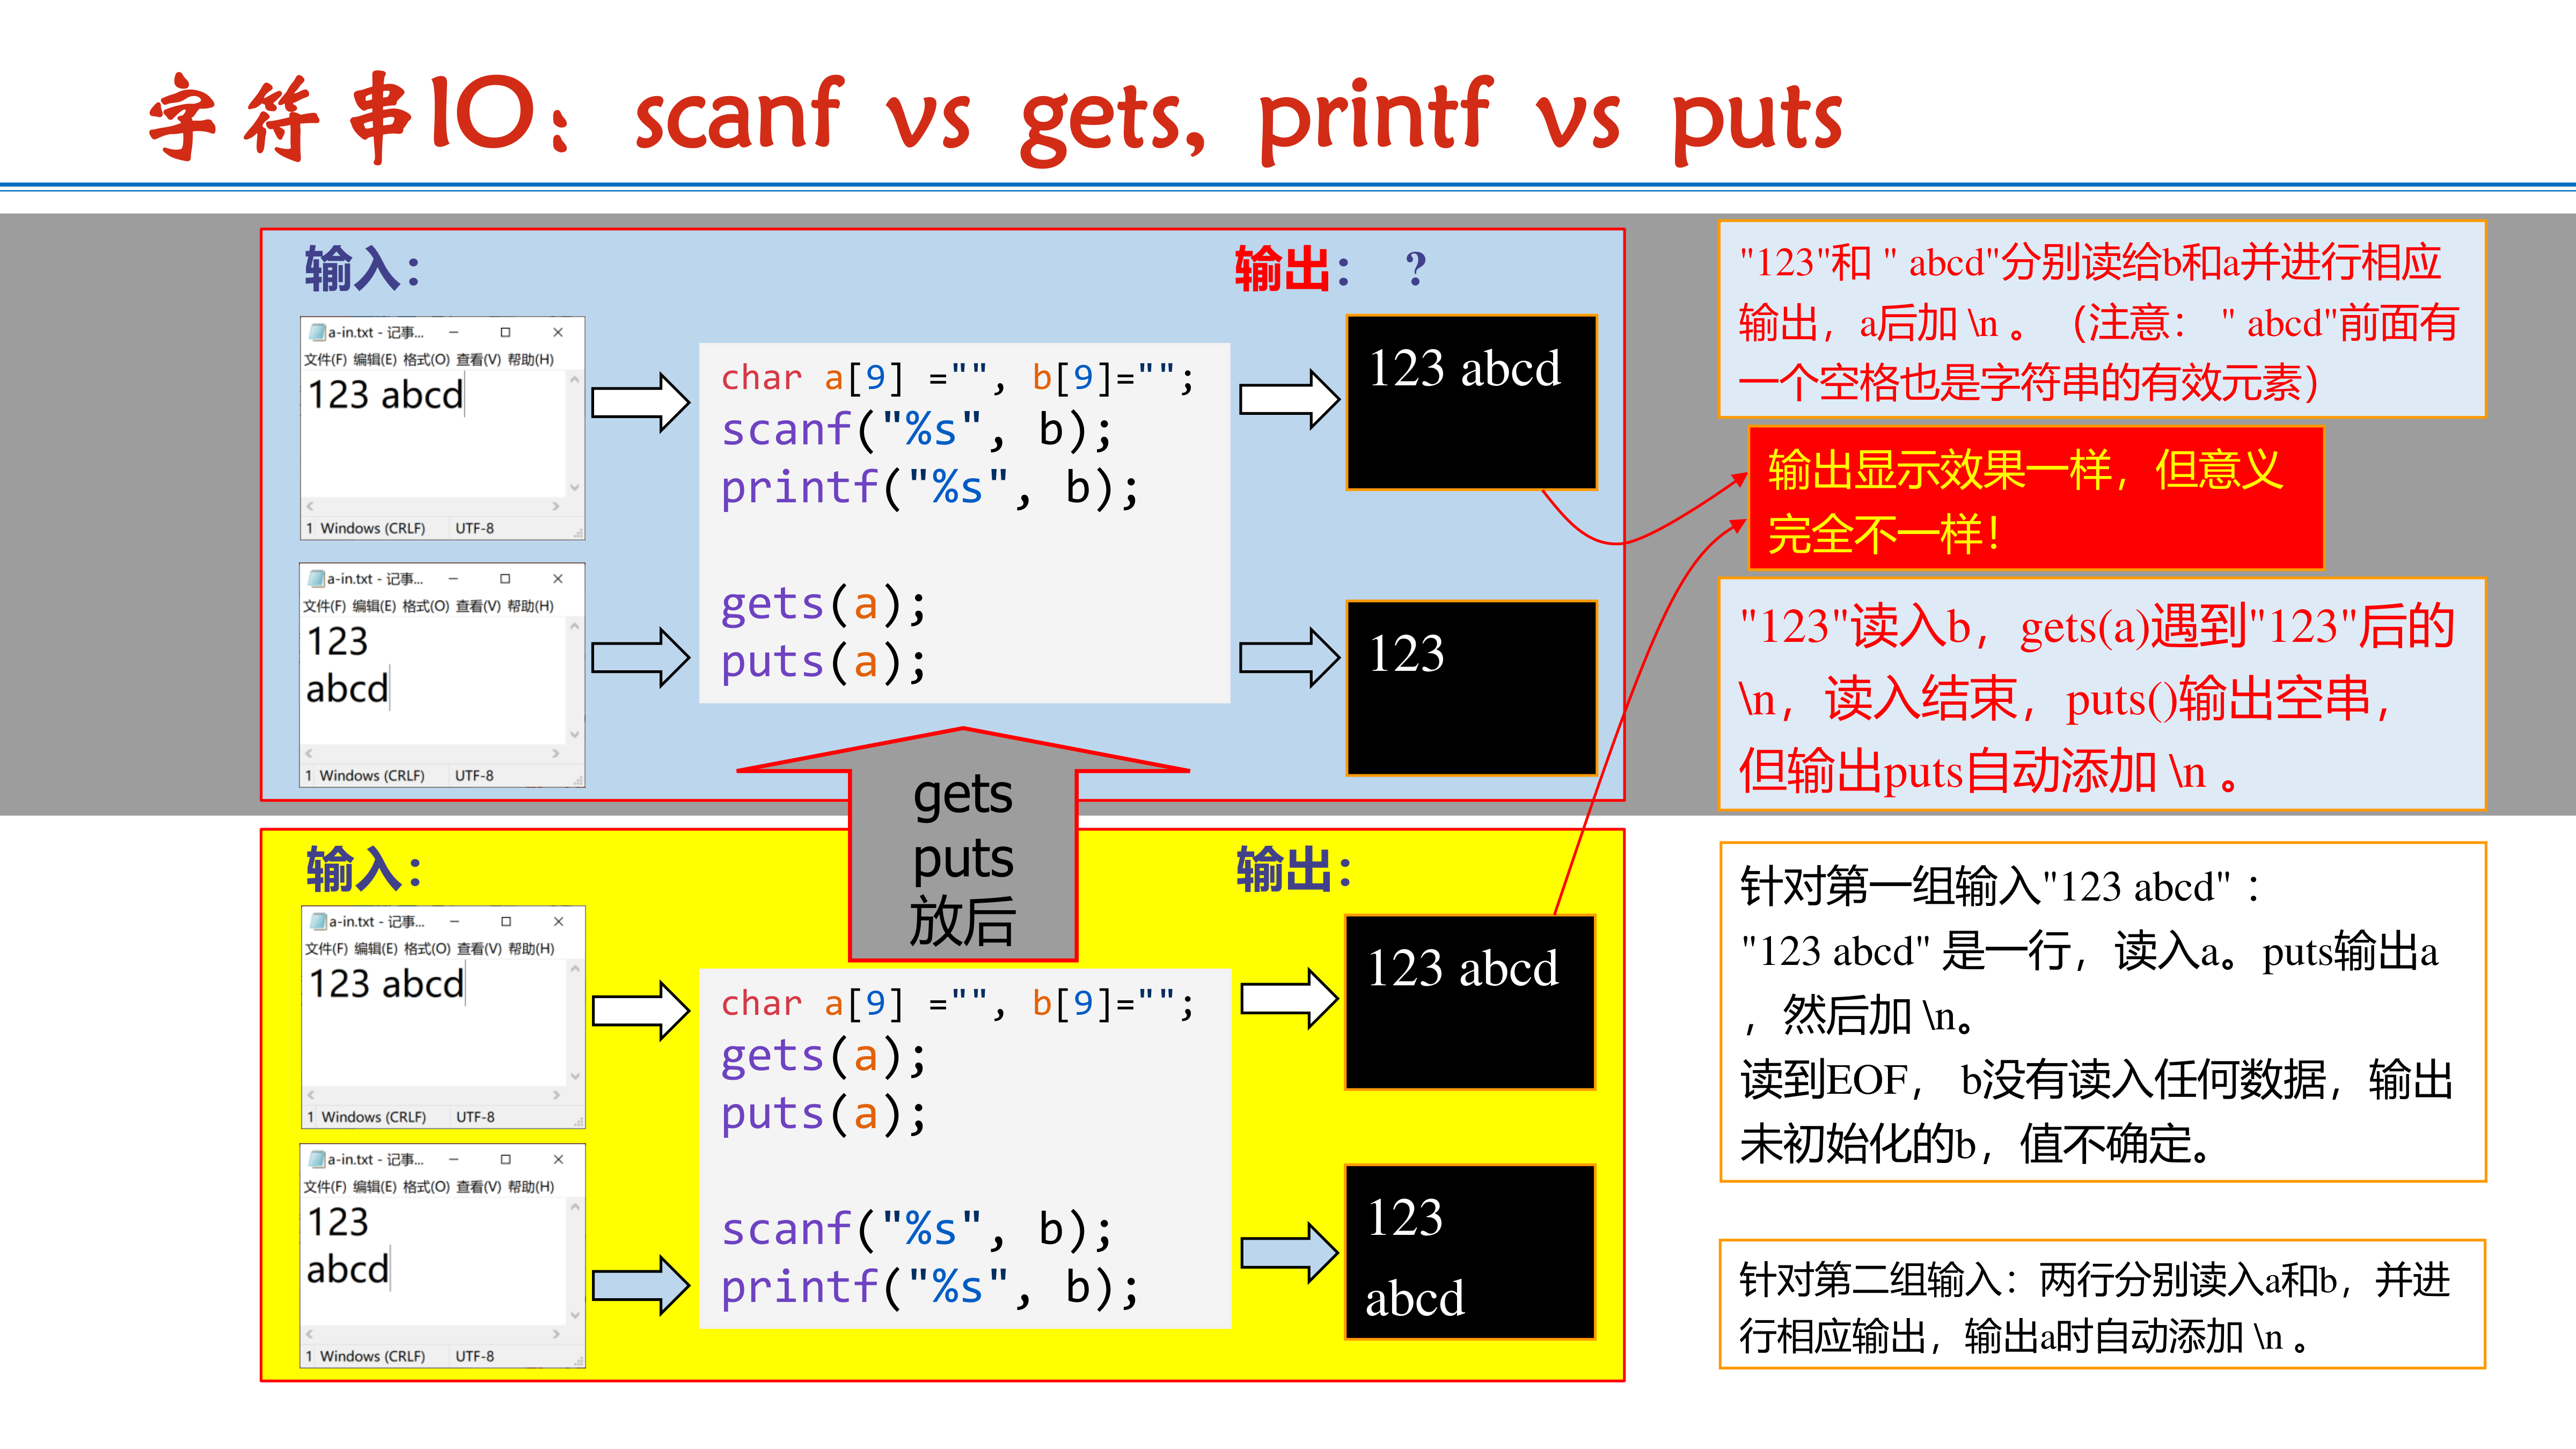 字符串IO：scanf vs gets, printf vs puts
输入：
输出： ?
a-in.txt - 记事...
文件(F) 编辑(E) 格式(O) 查看(V) 帮助(H)
123 abcd
1 Windows (CRLF) UTF-8
a-in.txt - 记事...
文件(F) 编辑(E) 格式(O) 查看(V) 帮助(H)
123
abcd
1 Windows (CRLF) UTF-8
char a[9] ="", b[9]="";
scanf("%s", b);
printf("%s", b);
gets(a);
puts(a);
123 abcd
123
"123"和 " abcd"分别读给b和a并进行相应
输出，a后加 \n 。（注意： " abcd"前面有
一个空格也是字符串的有效元素）
输出显示效果一样，但意义
完全不一样！
"123"读入b，gets(a)遇到"123"后的
\n，读入结束，puts()输出空串，
但输出puts自动添加 \n 。
gets
puts
放后
输入：
输出：
a-in.txt - 记事...
文件(F) 编辑(E) 格式(O) 查看(V) 帮助(H)
123 abcd
1 Windows (CRLF) UTF-8
a-in.txt - 记事...
文件(F) 编辑(E) 格式(O) 查看(V) 帮助(H)
123
abcd
1 Windows (CRLF) UTF-8
char a[9] ="", b[9]="";
gets(a);
puts(a);
scanf("%s", b);
printf("%s", b);
123 abcd
123
abcd
针对第一组输入"123 abcd"：
"123 abcd" 是一行，读入a。puts输出a
，然后加 \n。
读到EOF， b没有读入任何数据，输出
未初始化的b，值不确定。
针对第二组输入：两行分别读入a和b，并进
行相应输出，输出a时自动添加 \n 。